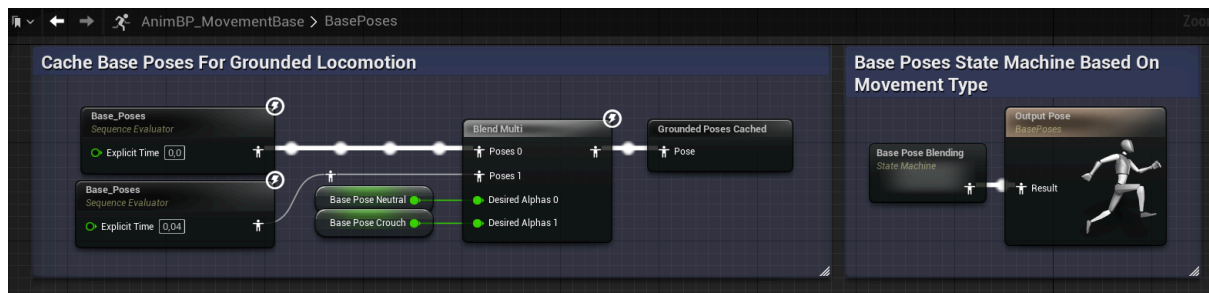 AnimBP_MovementBase > BasePoses
Zoo
Cache Base Poses For Grounded Locomotion
Base_Poses
Sequence Evaluator
Explicit Time 0,0
Base_Poses
Sequence Evaluator
Explicit Time 0,04
Base Pose Neutral
Base Pose Crouch
Blend Multi
Poses 0
Poses 1
Desired Alphas 0
Desired Alphas 1
Grounded Poses Cached
Pose
Base Poses State Machine Based On
Movement Type
Base Pose Blending
State Machine
Output Pose
BasePoses
Result